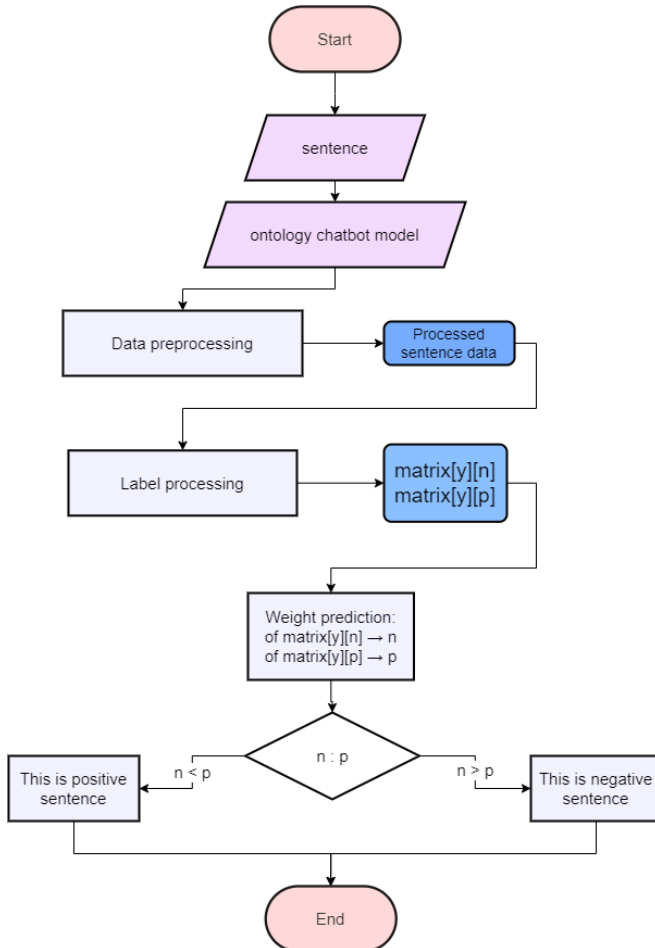 Start
sentence
ontology chatbot model
Data preprocessing
Processed
sentence data
Label processing
matrix[y][n]
matrix[y][p]
Weight prediction:
of matrix[y][n] → n
of matrix[y][p] → p
n : p
n < p
n > p
This is positive
sentence
This is negative
sentence
End